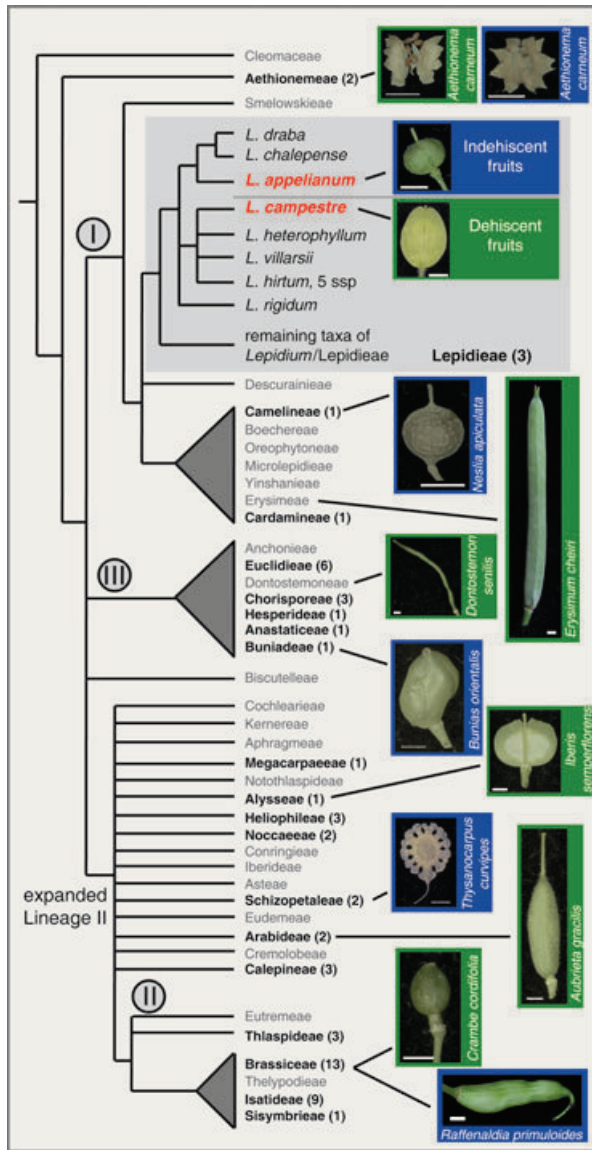 Cleomaceae
Aethionemeae (2)
Aethionema
carneum
Aethionema
carneum
Smelowskieae
L. draba
L. chalepense
L. appelianum
Indehiscent
fruits
L. campestre
Dehiscent
fruits
I
L. heterophyllum
L. villarsii
L. hirtum, 5 ssp
L. rigidum
remaining taxa of
Lepidium/Lepidieae
Lepidieae (3)
Descurainieae
Camelineae (1)
Boechereae
Oreophytoneae
Microlepidieae
Yinshanieae
Erysimeae
Cardamineae (1)
Neslia apiculata
Erysimum cheiri
III
Anchonieae
Euclidieae (6)
Dontostemoneae
Chorisporeae (3)
Hesperideae (1)
Anastaticeae (1)
Buniadeae (1)
Dontostemon
senilis
Biscutelleae
Bunias orientalis
Cochlearieae
Kernereae
Aphragmeae
Megacarpaeeae (1)
Notothlaspideae
Alysseae (1)
Heliophileae (3)
Noccaeeae (2)
Conringieae
Iberideae
Asteae
Schizopetaleae (2)
Eudemeae
Arabideae (2)
Cremolobeae
Calepineae (3)
Iberis
semperflorens
Thysanocarpus
curvipes
Aubrieta gracilis
expanded
Lineage II
II
Eutremeae
Thlaspideae (3)
Brassiceae (13)
Thelypodieae
Isatideae (9)
Sisymbrieae (1)
Crambe cordifolia
Raffenaldia primuloides